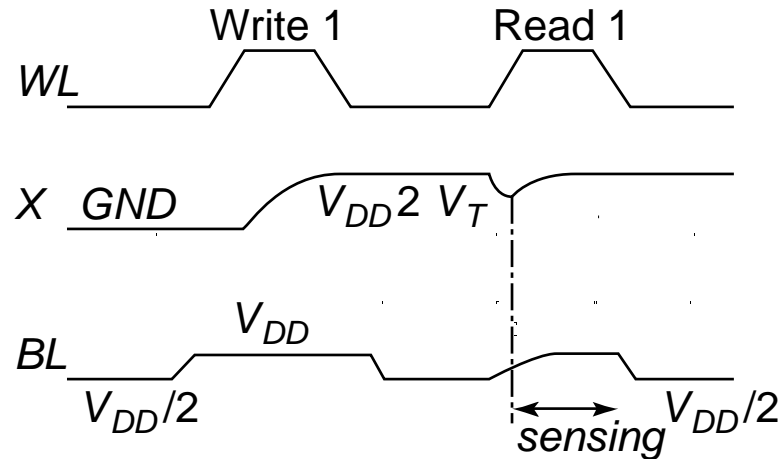 Write 1 Read 1
WL
X GND V_DD 2 V_T
V_DD
BL
V_DD/2 V_DD/2
sensing